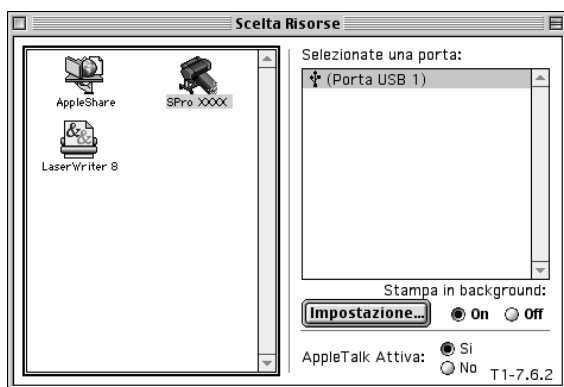 Scelta Risorse
AppleShare
SPro XXXX
LaserWriter 8
Selezionate una porta:
(Porta USB 1)
Stampa in background:
Impostazione...
On Off
AppleTalk Attiva:
Si
No
T1-7.6.2